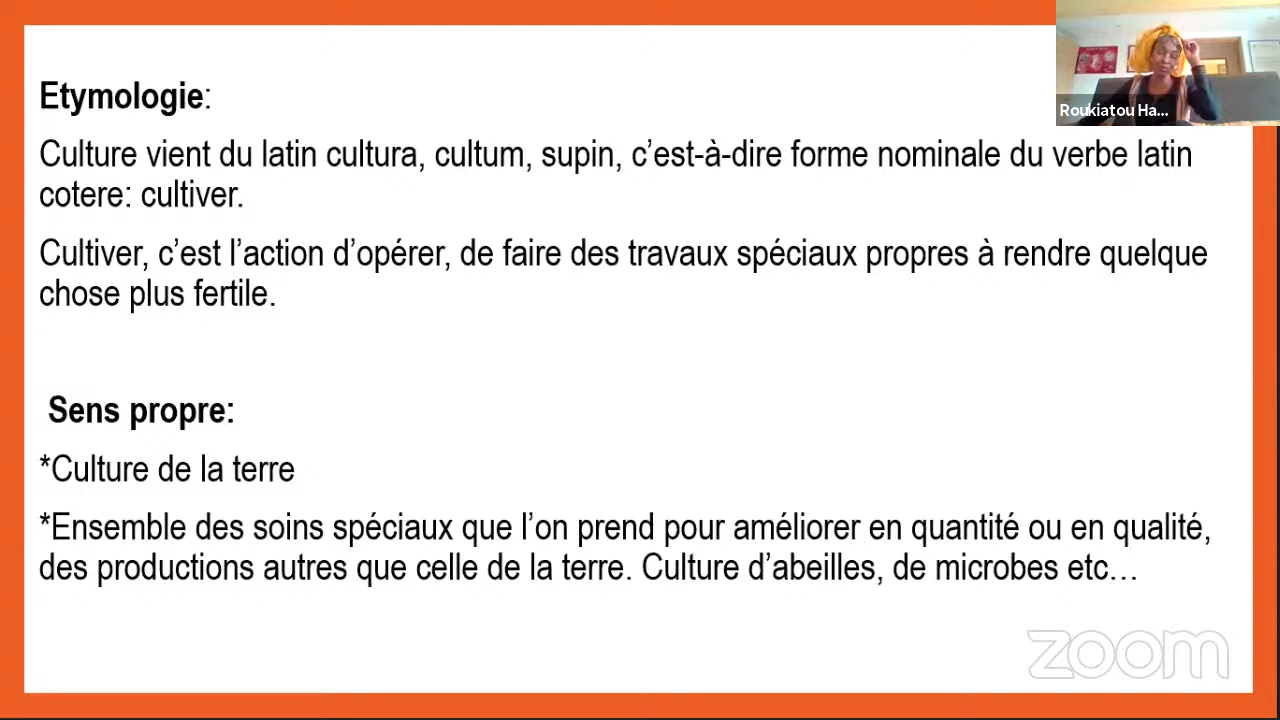 Etymologie:
Culture vient du latin cultura, cultum, supin, c’est-à-dire forme nominale du verbe latin
cotere: cultiver.
Cultiver, c’est l’action d’opérer, de faire des travaux spéciaux propres à rendre quelque
chose plus fertile.
Sens propre:
*Culture de la terre
*Ensemble des soins spéciaux que l’on prend pour améliorer en quantité ou en qualité,
des productions autres que celle de la terre. Culture d’abeilles, de microbes etc…
Roukiatou Ha...
zoom